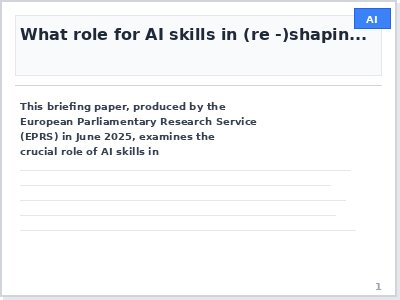 AI
What role for AI skills in (re -)shapin...
This briefing paper, produced by the
European Parliamentary Research Service
(EPRS) in June 2025, examines the
crucial role of AI skills in
1